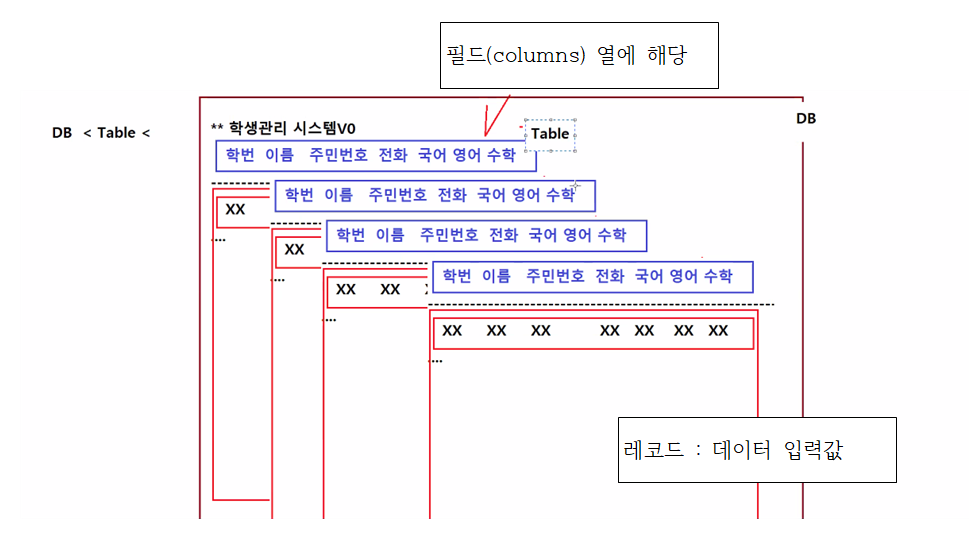 필드(columns) 열에 해당
DB < Table <
** 학생관리 시스템V0
Table
DB
학번 이름 주민번호 전화 국어 영어 수학
학번 이름 주민번호 전화 국어 영어 수학
XX
....
학번 이름 주민번호 전화 국어 영어 수학
XX
....
학번 이름 주민번호 전화 국어 영어 수학
XX XX
....
XX XX XX XX XX XX XX
....
레코드 : 데이터 입력값